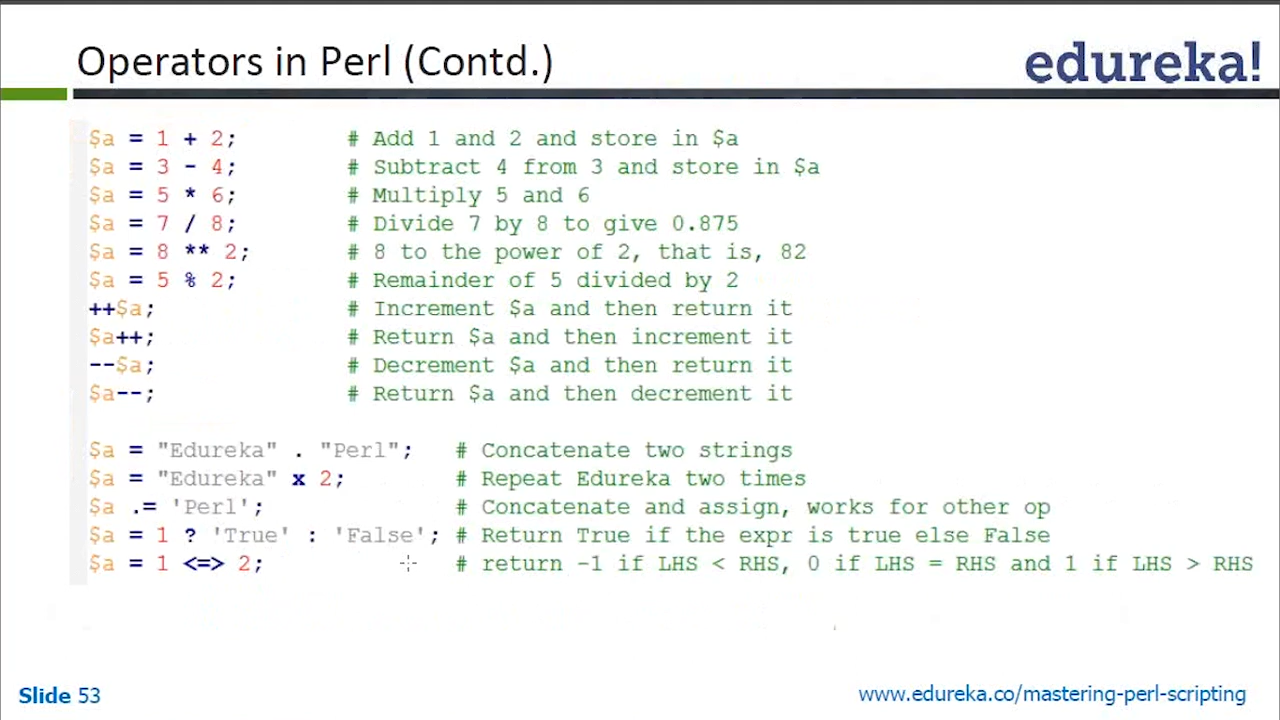 Operators in Perl (Contd.)
edureka!
$a = 1 + 2; # Add 1 and 2 and store in $a
$a = 3 - 4; # Subtract 4 from 3 and store in $a
$a = 5 * 6; # Multiply 5 and 6
$a = 7 / 8; # Divide 7 by 8 to give 0.875
$a = 8 ** 2; # 8 to the power of 2, that is, 82
$a = 5 % 2; # Remainder of 5 divided by 2
++$a; # Increment $a and then return it
$a++; # Return $a and then increment it
--$a; # Decrement $a and then return it
$a--; # Return $a and then decrement it
$a = "Edureka" . "Perl"; # Concatenate two strings
$a = "Edureka" x 2; # Repeat Edureka two times
$a .= 'Perl'; # Concatenate and assign, works for other op
$a = 1 ? 'True' : 'False'; # Return True if the expr is true else False
$a = 1 <=> 2; # return -1 if LHS < RHS, 0 if LHS = RHS and 1 if LHS > RHS
Slide 53
www.edureka.co/mastering-perl-scripting